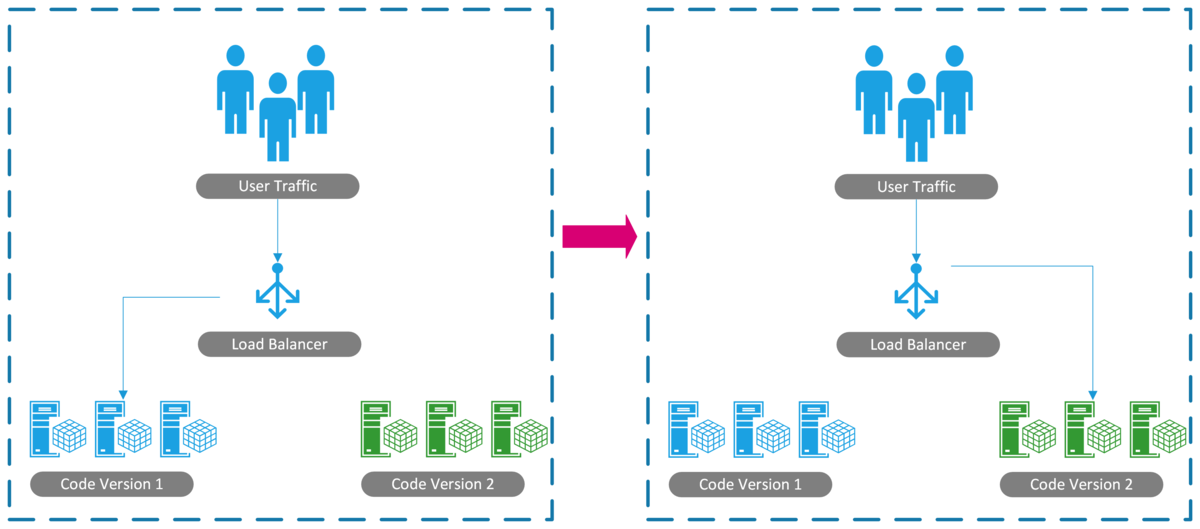 User Traffic
Load Balancer
Code Version 1
Code Version 2
User Traffic
Load Balancer
Code Version 1
Code Version 2